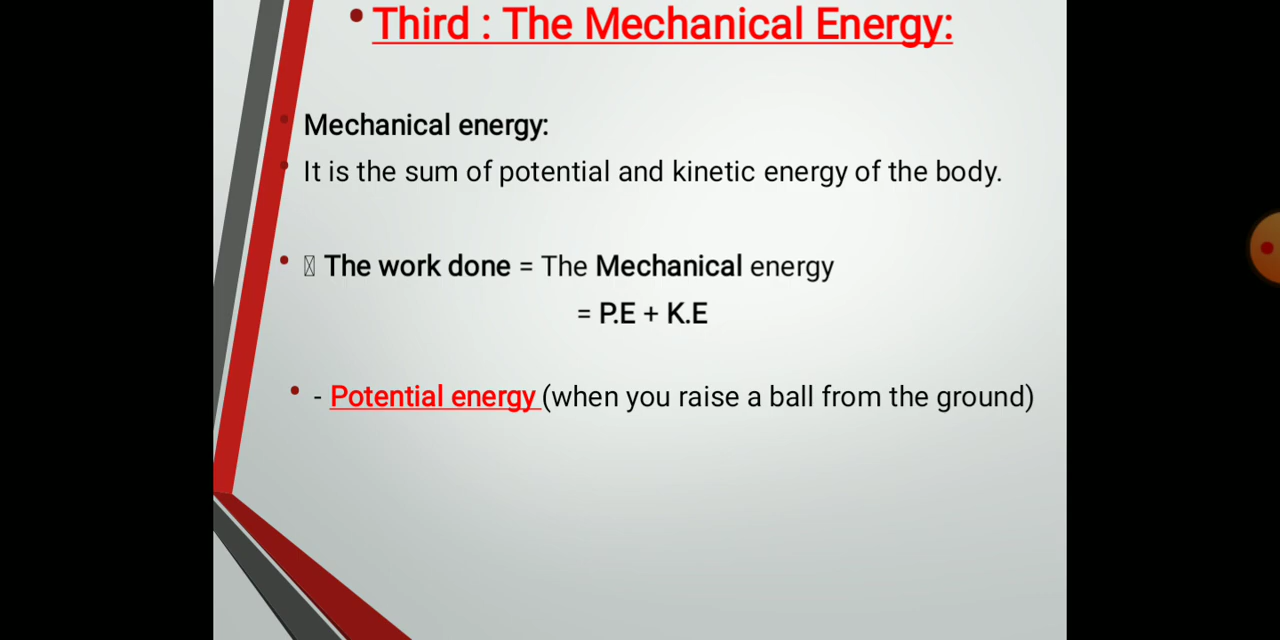 • Third : The Mechanical Energy:
• Mechanical energy:
• It is the sum of potential and kinetic energy of the body.
• The work done = The Mechanical energy
= P.E + K.E
• - Potential energy (when you raise a ball from the ground)